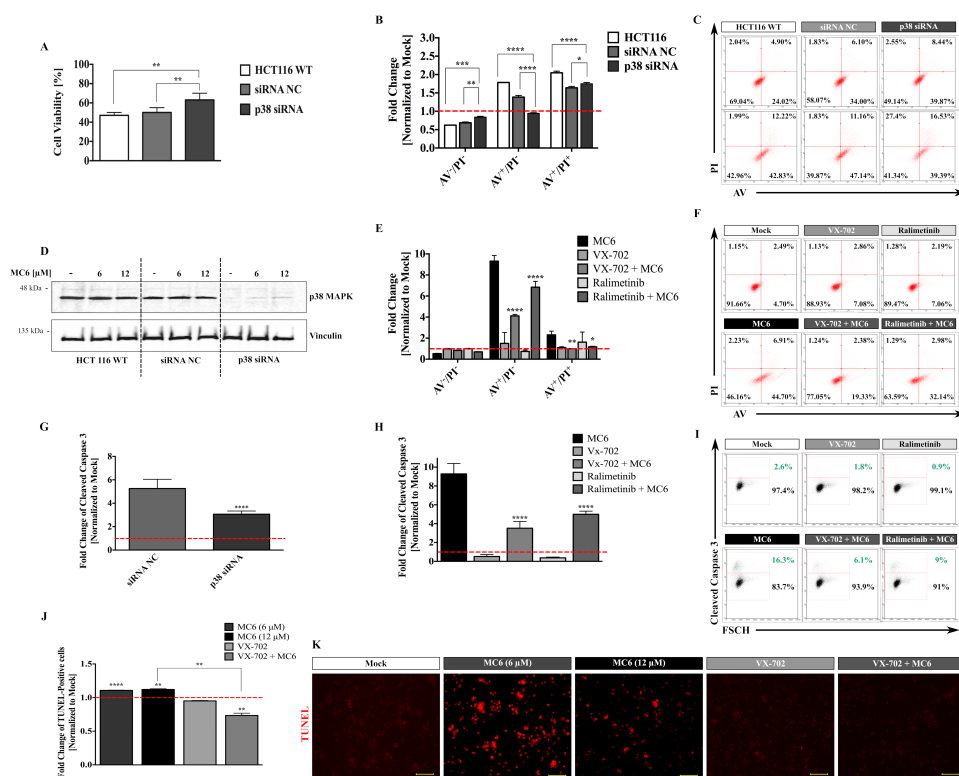 A
Cell Viability [%]
100
80
60
40
20
0
**
**
HCT116 WT
siRNA NC
p38 siRNA
B
Fold Change
[Normalized to Mock]
2.5
2.0
1.5
1.0
0.5
0.0
***
**
****
****
****
*
HCT116
siRNA NC
p38 siRNA
AV-/PI-
AV+/PI-
AV+/PI+
C
HCT116 WT
siRNA NC
p38 siRNA
2.04% 4.90% 1.83% 6.10% 2.55% 8.44%
69.04% 24.02% 58.07% 34.00% 49.14% 39.87%
1.99% 12.22% 1.83% 11.16% 27.4% 16.53%
42.96% 42.83% 39.87% 47.14% 41.34% 39.39%
PI
AV
D
MC6 [µM] - 6 12 - 6 12 - 6 12
48 kDa -
p38 MAPK
135 kDa -
Vinculin
HCT 116 WT
siRNA NC
p38 siRNA
E
Fold Change
[Normalized to Mock]
10
8
6
4
2
0
****
****
**
*
MC6
VX-702
VX-702 + MC6
Ralimetinib
Ralimetinib + MC6
AV-/PI-
AV+/PI-
AV+/PI+
F
Mock
VX-702
Ralimetinib
1.15% 2.49% 1.13% 2.86% 1.28% 2.19%
91.66% 4.70% 88.93% 7.08% 89.47% 7.06%
MC6
VX-702 + MC6
Ralimetinib + MC6
2.23% 6.91% 1.24% 2.38% 1.29% 2.98%
46.16% 44.70% 77.05% 19.33% 63.59% 32.14%
PI
AV
G
Fold Change of Cleaved Caspase 3
[Normalized to Mock]
8
6
4
2
0
****
siRNA NC
p38 siRNA
H
Fold Change of Cleaved Caspase 3
[Normalized to Mock]
10
8
6
4
2
0
****
****
MC6
Vx-702
Vx-702 + MC6
Ralimetinib
Ralimetinib + MC6
I
Mock
VX-702
Ralimetinib
2.6% 1.8% 0.9%
97.4% 98.2% 99.1%
MC6
VX-702 + MC6
Ralimetinib + MC6
16.3% 6.1% 9%
83.7% 93.9% 91%
Cleaved Caspase 3
FSCH
J
Fold Change of TUNEL-Positive cells
[Normalized to Mock]
1.5
1.0
0.5
0.0
****
**
**
**
MC6 (6 µM)
MC6 (12 µM)
VX-702
VX-702 + MC6
K
Mock
MC6 (6 µM)
MC6 (12 µM)
VX-702
VX-702 + MC6
TUNEL